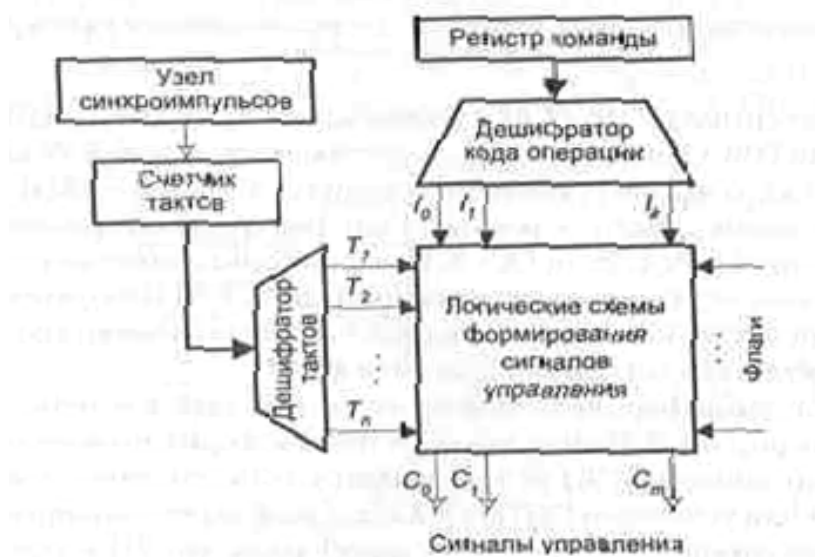 Регистр команды
Узел
синхроимпульсов
Дешифратор
кода операции
Счетчик
тактов
I₀ I₁ Iₖ
T₁
T₂
Tₙ
Дешифратор
тактов
Логические схемы
формирования
сигналов
управления
Флаги
C₀ C₁ Cₘ
Сигналы управления